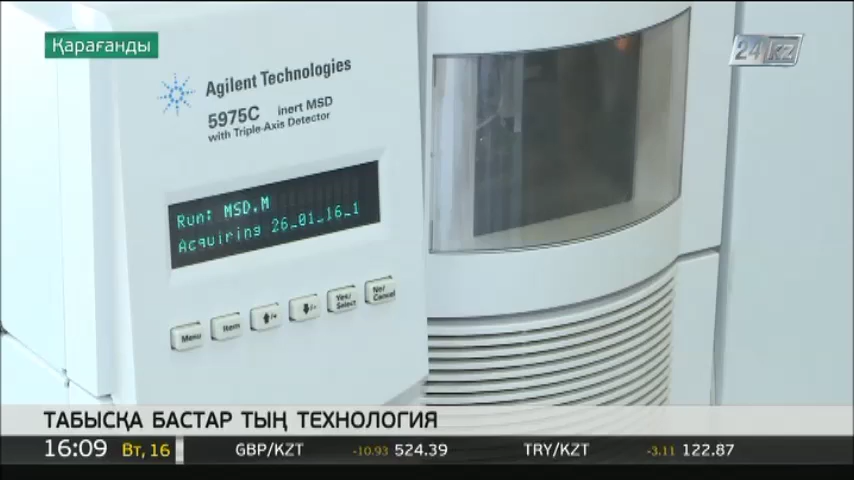 Қарағанды
24 kz
Agilent Technologies
5975C inert MSD
with Triple-Axis Detector
Run: MSD.M
Acquiring 26_01_16_1
Menu
Item
Yes/
Select
No/
Cancel
ТАБЫСҚА БАСТАР ТЫҢ ТЕХНОЛОГИЯ
16:09 Вт, 16 GBP/KZT -10.93 524.39 TRY/KZT -3.11 122.87